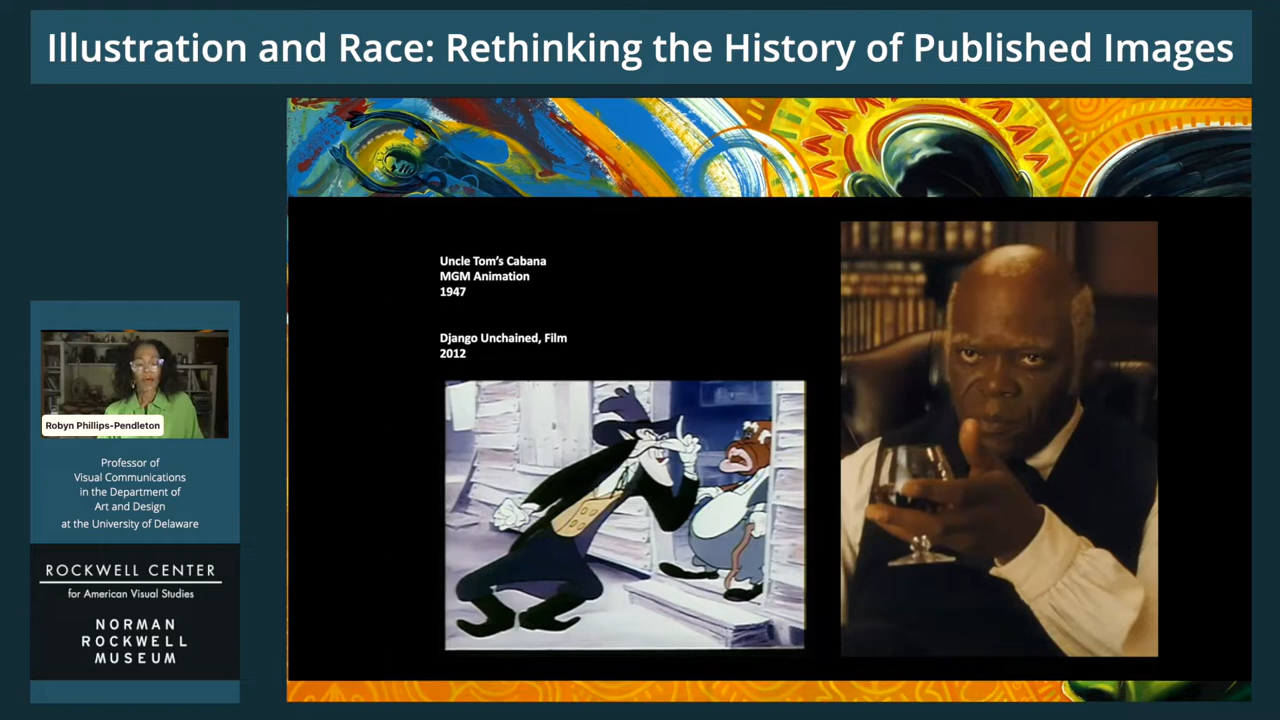 Illustration and Race: Rethinking the History of Published Images
Uncle Tom's Cabana
MGM Animation
1947
Django Unchained, Film
2012
Robyn Phillips-Pendleton
Professor of
Visual Communications
in the Department of
Art and Design
at the University of Delaware
ROCKWELL CENTER
for American Visual Studies
NORMAN
ROCKWELL
MUSEUM